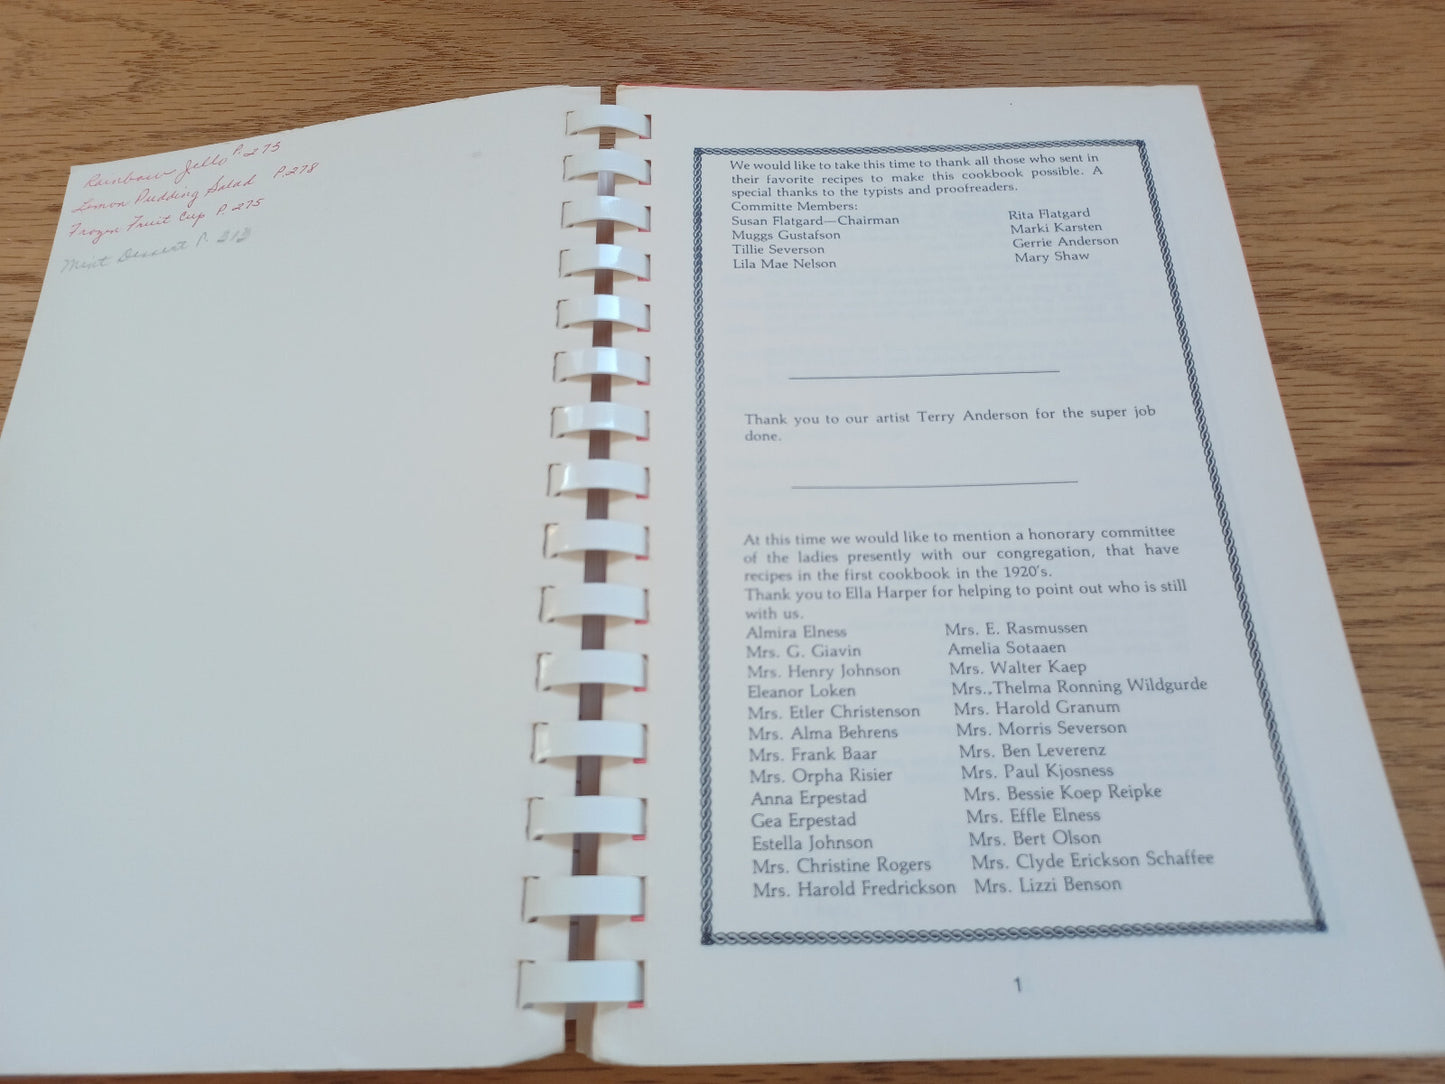 Rainbow Jello P. 275
Lemon Pudding Salad P. 278
Frozen Fruit Cup P. 275
Mint Dessert P. 313
We would like to take this time to thank all those who sent in
their favorite recipes to make this cookbook possible. A
special thanks to the typists and proofreaders.
Committe Members:
Susan Flatgard—Chairman
Muggs Gustafson
Tillie Severson
Lila Mae Nelson
Rita Flatgard
Marki Karsten
Gerrie Anderson
Mary Shaw
Thank you to our artist Terry Anderson for the super job
done.
At this time we would like to mention a honorary committee
of the ladies presently with our congregation, that have
recipes in the first cookbook in the 1920's.
Thank you to Ella Harper for helping to point out who is still
with us.
Almira Elness
Mrs. G. Giavin
Mrs. Henry Johnson
Eleanor Loken
Mrs. Etler Christenson
Mrs. Alma Behrens
Mrs. Frank Baar
Mrs. Orpha Risier
Anna Erpestad
Gea Erpestad
Estella Johnson
Mrs. Christine Rogers
Mrs. Harold Fredrickson
Mrs. E. Rasmussen
Amelia Sotaaen
Mrs. Walter Kaep
Mrs.,Thelma Ronning Wildgurde
Mrs. Harold Granum
Mrs. Morris Severson
Mrs. Ben Leverenz
Mrs. Paul Kjosness
Mrs. Bessie Koep Reipke
Mrs. Effle Elness
Mrs. Bert Olson
Mrs. Clyde Erickson Schaffee
Mrs. Lizzi Benson
1